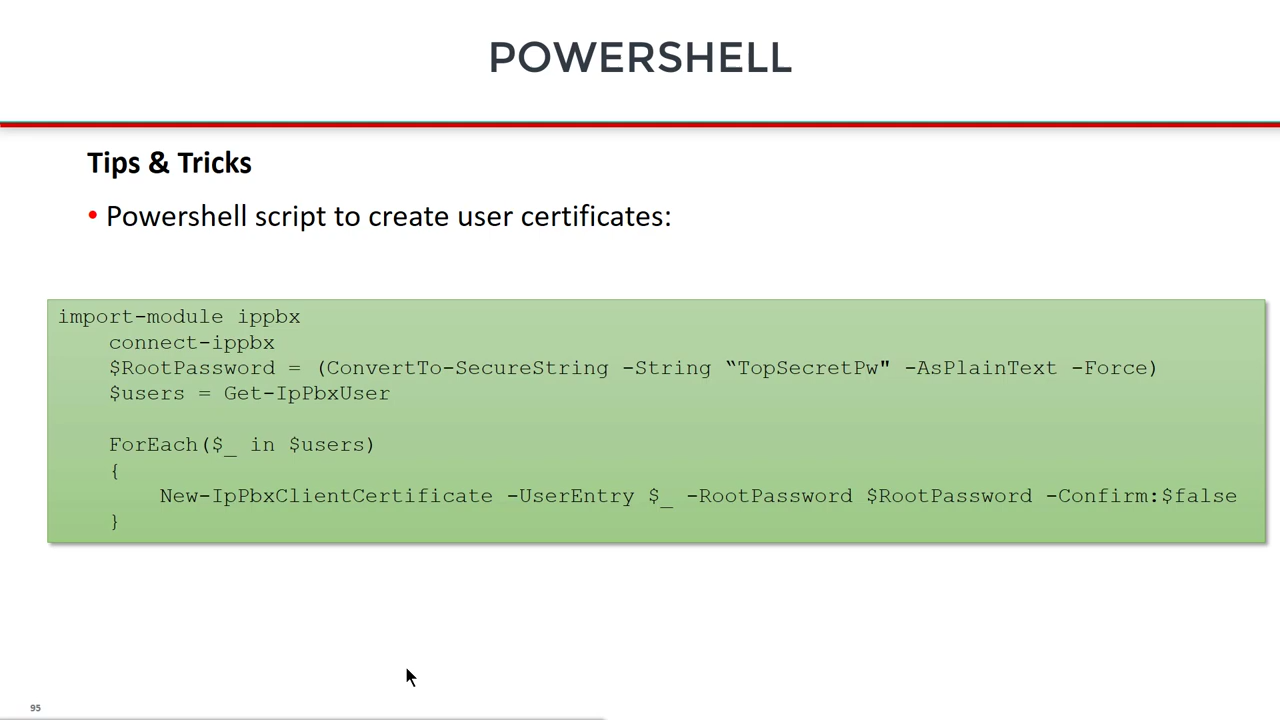 POWERSHELL
Tips & Tricks
• Powershell script to create user certificates:
import-module ippbx
connect-ippbx
$RootPassword = (ConvertTo-SecureString -String “TopSecretPw" -AsPlainText -Force)
$users = Get-IpPbxUser
ForEach($_ in $users)
{
New-IpPbxClientCertificate -UserEntry $_ -RootPassword $RootPassword -Confirm:$false
}
95